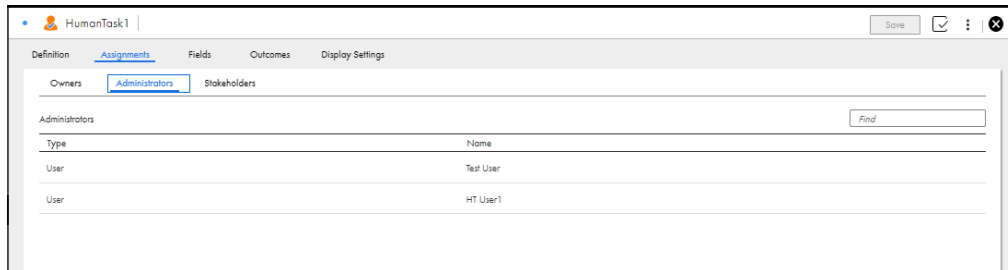 HumanTask1
Save
Definition Assignments Fields Outcomes Display Settings
Owners Administrators Stakeholders
Administrators Find
Type Name
User Test User
User HT User1